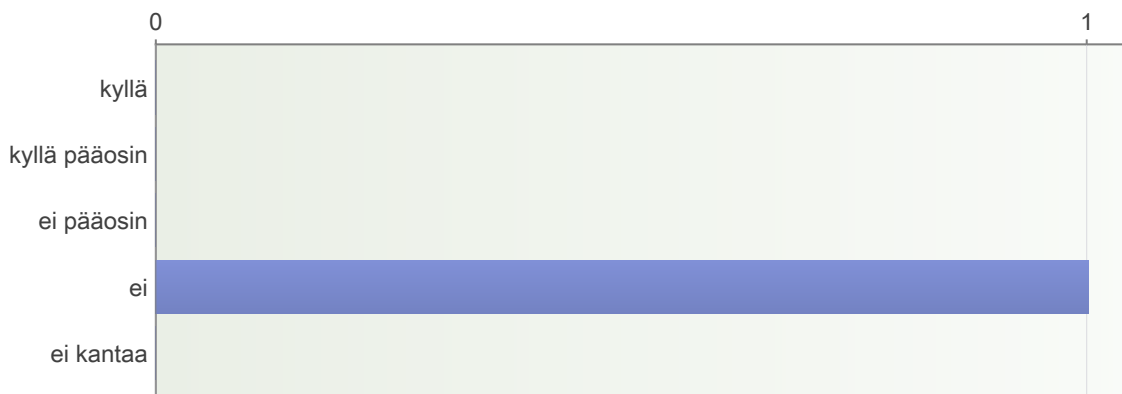 0 1
kyllä
kyllä pääosin
ei pääosin
ei
ei kantaa